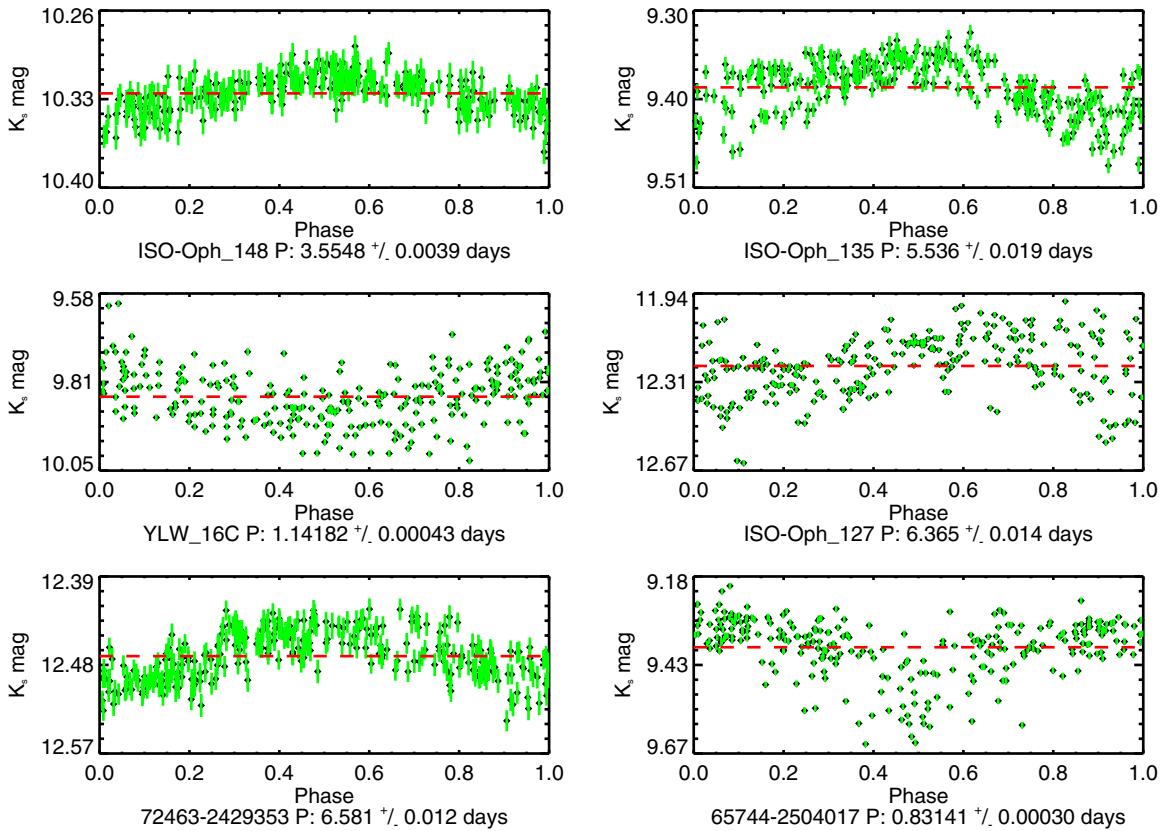 10.26
10.33
10.40
K_s mag
0.0 0.2 0.4 0.6 0.8 1.0
Phase
ISO-Oph_148 P: 3.5548 +/- 0.0039 days
9.30
9.40
9.51
K_s mag
0.0 0.2 0.4 0.6 0.8 1.0
Phase
ISO-Oph_135 P: 5.536 +/- 0.019 days
9.58
9.81
10.05
K_s mag
0.0 0.2 0.4 0.6 0.8 1.0
Phase
YLW_16C P: 1.14182 +/- 0.00043 days
11.94
12.31
12.67
K_s mag
0.0 0.2 0.4 0.6 0.8 1.0
Phase
ISO-Oph_127 P: 6.365 +/- 0.014 days
12.39
12.48
12.57
K_s mag
0.0 0.2 0.4 0.6 0.8 1.0
Phase
72463-2429353 P: 6.581 +/- 0.012 days
9.18
9.43
9.67
K_s mag
0.0 0.2 0.4 0.6 0.8 1.0
Phase
65744-2504017 P: 0.83141 +/- 0.00030 days